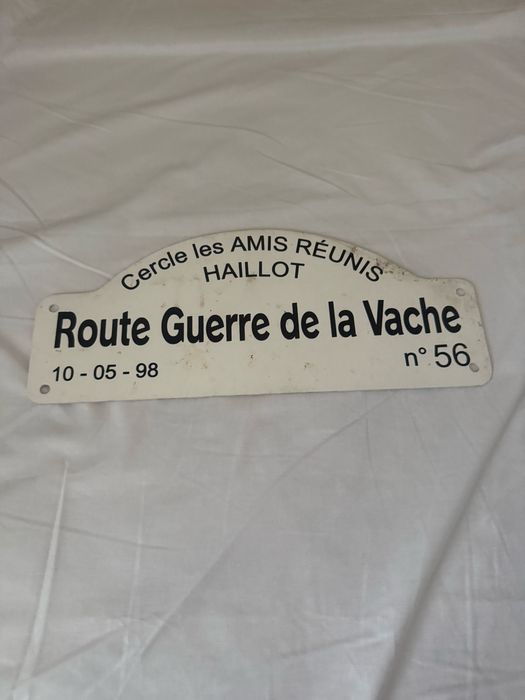 Cercle les AMIS RÉUNIS
HAILLOT
Route Guerre de la Vache
10 - 05 - 98
n° 56